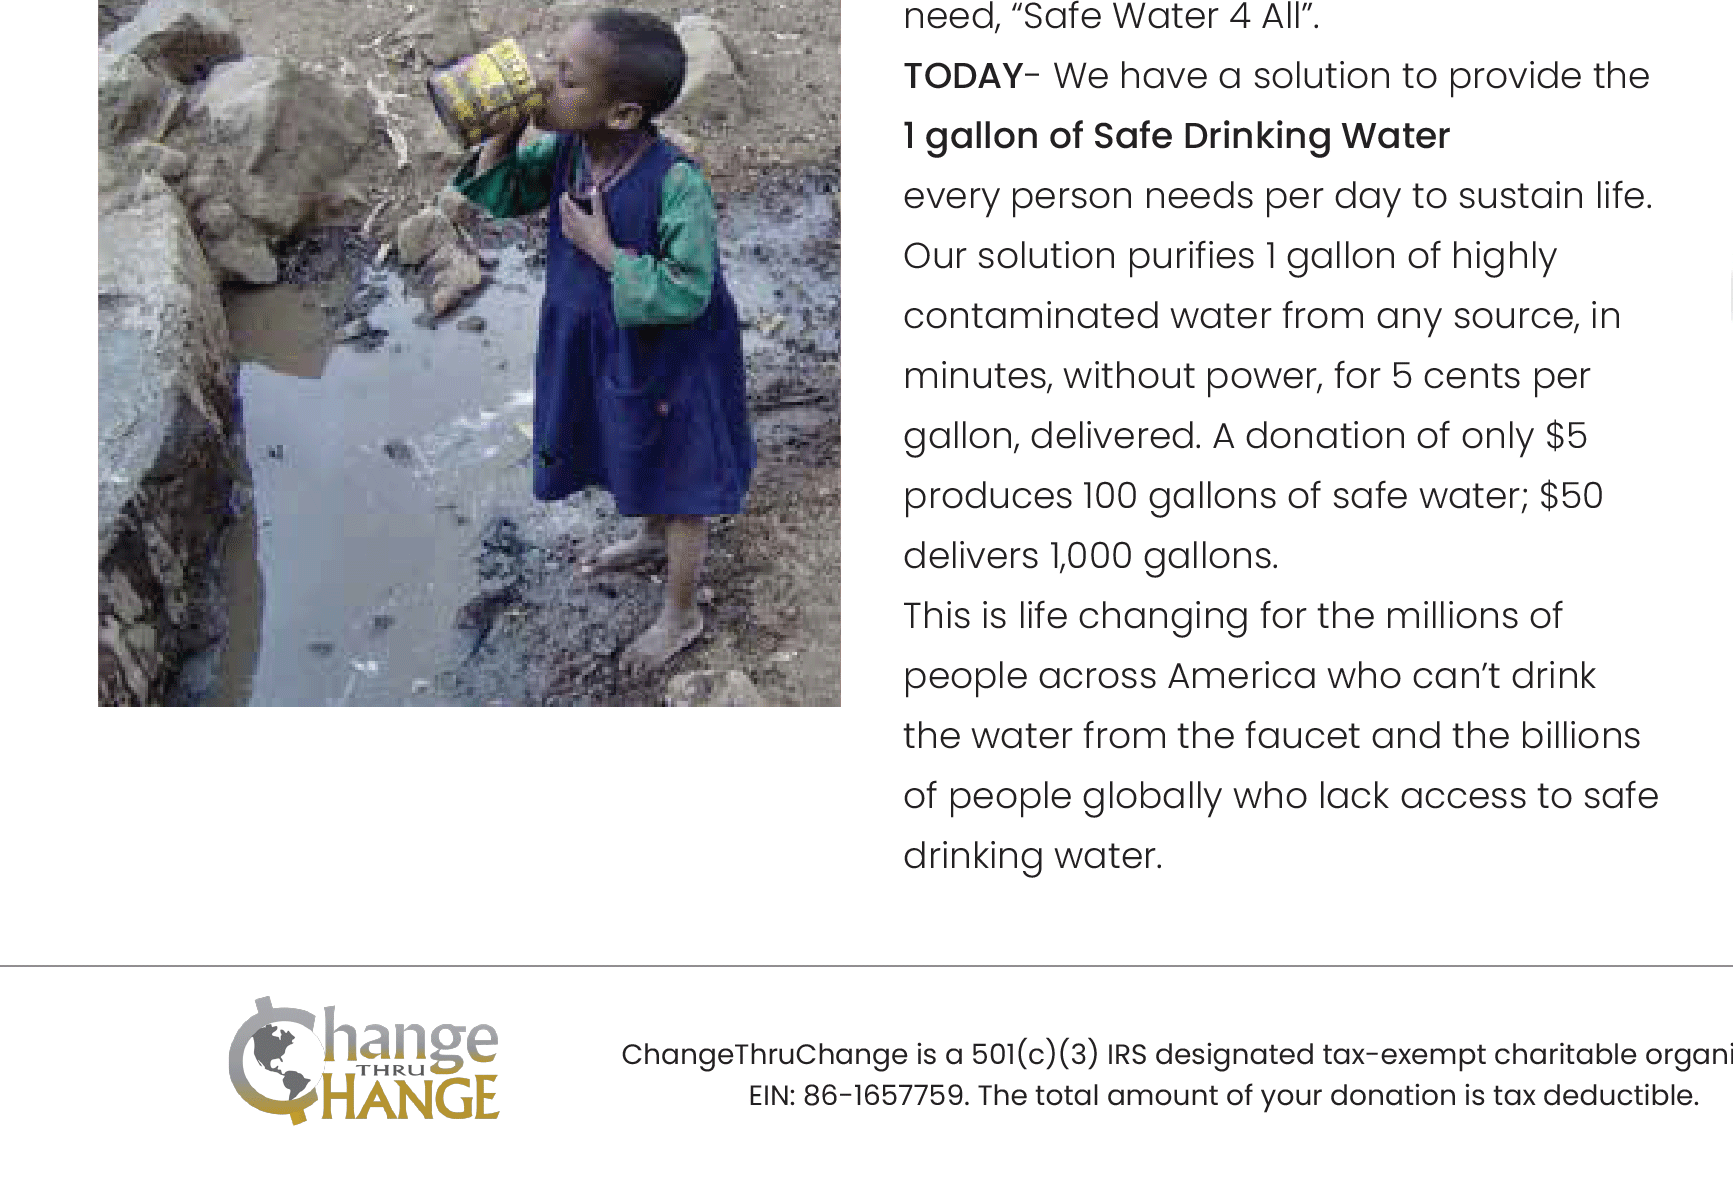 need, “Safe Water 4 All”.
TODAY- We have a solution to provide the
1 gallon of Safe Drinking Water
every person needs per day to sustain life.
Our solution purifies 1 gallon of highly
contaminated water from any source, in
minutes, without power, for 5 cents per
gallon, delivered. A donation of only $5
produces 100 gallons of safe water; $50
delivers 1,000 gallons.
This is life changing for the millions of
people across America who can’t drink
the water from the faucet and the billions
of people globally who lack access to safe
drinking water.
Change
THRU
CHANGE
ChangeThruChange is a 501(c)(3) IRS designated tax-exempt charitable
EIN: 86-1657759. The total amount of your donation is tax deductible.